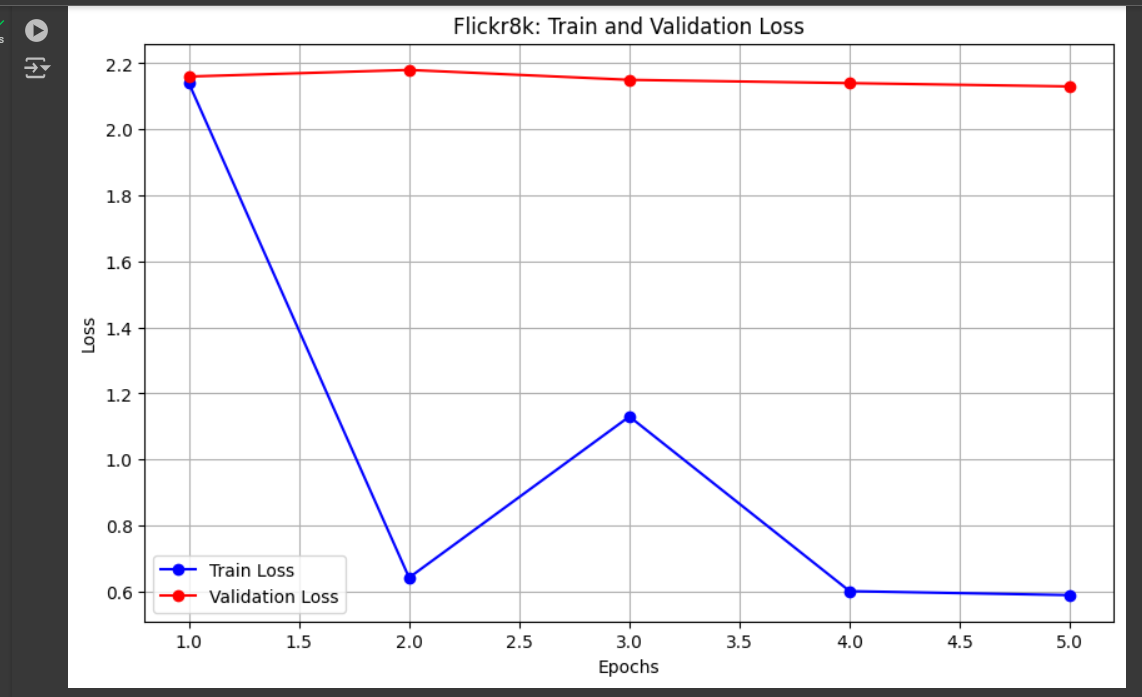 s
Flickr8k: Train and Validation Loss
2.2
2.0
1.8
1.6
1.4
1.2
1.0
0.8
0.6
Loss
Train Loss
Validation Loss
1.0 1.5 2.0 2.5 3.0 3.5 4.0 4.5 5.0
Epochs